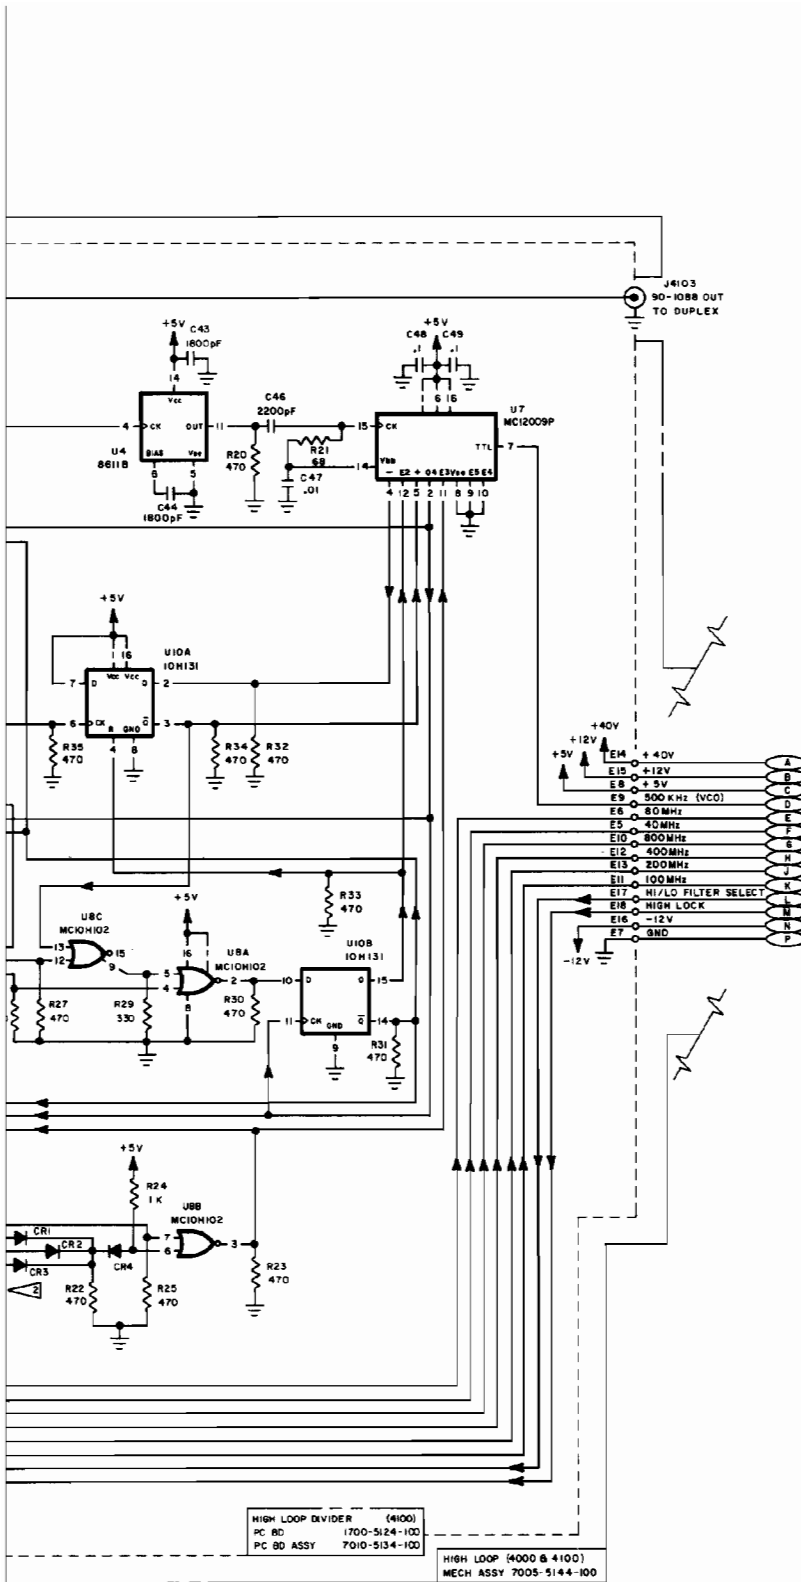 J4103
90-1088 OUT
TO DUPLEX
+5V
C43
1800pF
14
Vcc
4
CK
OUT
11
BIAS
Vee
6
5
U4
8611B
C44
1800pF
C46
2200pF
R20
470
R21
68
C47
.01
+5V
C48
C49
.1
.1
6
16
U7
MC12009P
15
CK
TTL
7
14
Vbb
-
E2
+
Q4
E3
Vee
E5
E4
4
12
5
2
11
8
9
10
+5V
U10A
10H131
1
16
Vcc
Vcc
7
D
Q
2
6
CK
GND
Q
3
R
4
8
R35
470
R34
470
R32
470
+40V
+12V
+5V
E14
+40V
A
E15
+12V
B
E8
+5V
C
E9
500KHz (VCO)
D
E6
80MHz
E
E5
40MHz
F
E10
800MHz
G
E12
400MHz
H
E13
200MHz
J
E11
100MHz
K
E17
HI/LO FILTER SELECT
L
E18
HIGH LOCK
M
E16
-12V
N
E7
GND
P
-12V
R33
470
U8C
MC10H102
13
12
15
9
+5V
16
U8A
MC10H102
5
4
2
8
R27
470
R29
330
R30
470
U10B
10H131
10
D
Q
15
11
CK
GND
Q
14
9
R31
470
+5V
R24
1K
U8B
MC10H102
7
6
3
CR1
CR2
CR3
CR4
2
R22
470
R25
470
R23
470
HIGH LOOP DIVIDER (4100)
PC BD 1700-5124-100
PC BD ASSY 7010-5134-100
HIGH LOOP (4000 & 4100)
MECH ASSY 7005-5144-100